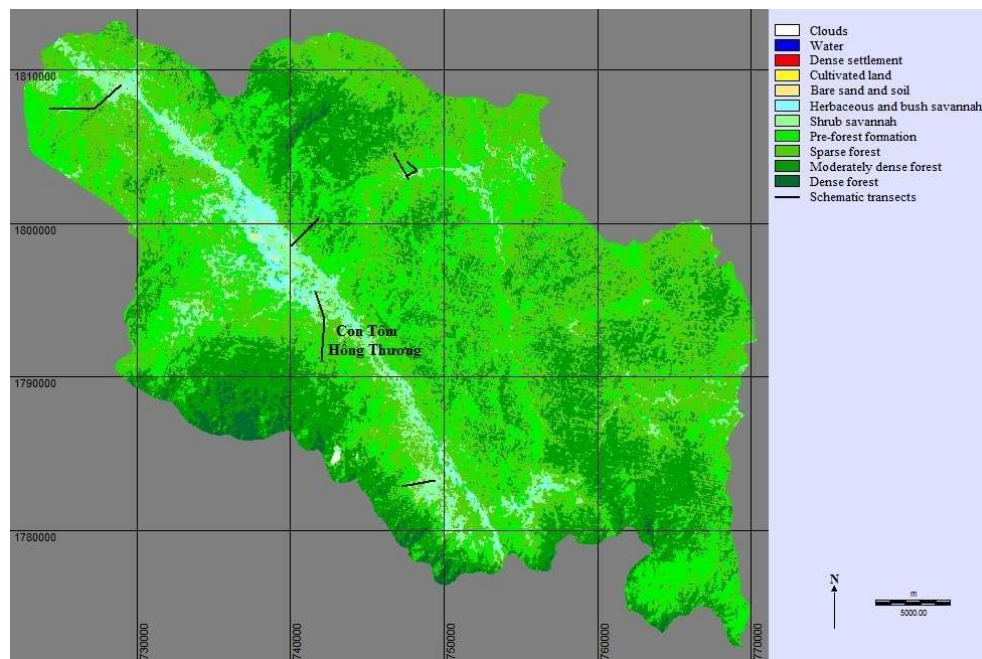 Clouds
Water
Dense settlement
Cultivated land
Bare sand and soil
Herbaceous and bush savannah
Shrub savannah
Pre-forest formation
Sparse forest
Moderately dense forest
Dense forest
Schematic transects
1810000
1800000
Con Tôm
Hông Thương
1790000
1780000
730000
740000
750000
760000
770000
N
m
5000.00